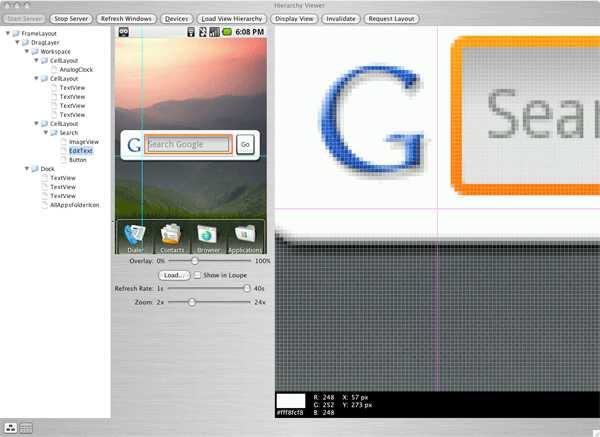 Hierarchy Viewer
Start Server Stop Server Refresh Windows Devices Load View Hierarchy Display View Invalidate Request Layout
FrameLayout
DragLayer
Workspace
CellLayout
AnalogClock
CellLayout
TextView
TextView
TextView
TextView
CellLayout
Search
ImageView
EditText
Button
Dock
TextView
TextView
TextView
AllAppsFolderIcon
6:08 PM
G Search Google Go
Dialer Contacts Browser Applications
Overlay: 0% 100%
Load... Show in Loupe
Refresh Rate: 1s 40s
Zoom: 2x 24x
G Sear
R: 248 X: 57 px
G: 252 Y: 273 px
#fff8fcf8 B: 248